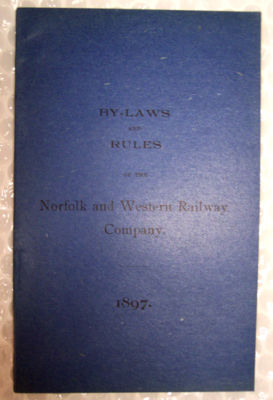 BY-LAWS
AND
RULES
OF THE
Norfolk and Western Railway
Company.
1897.